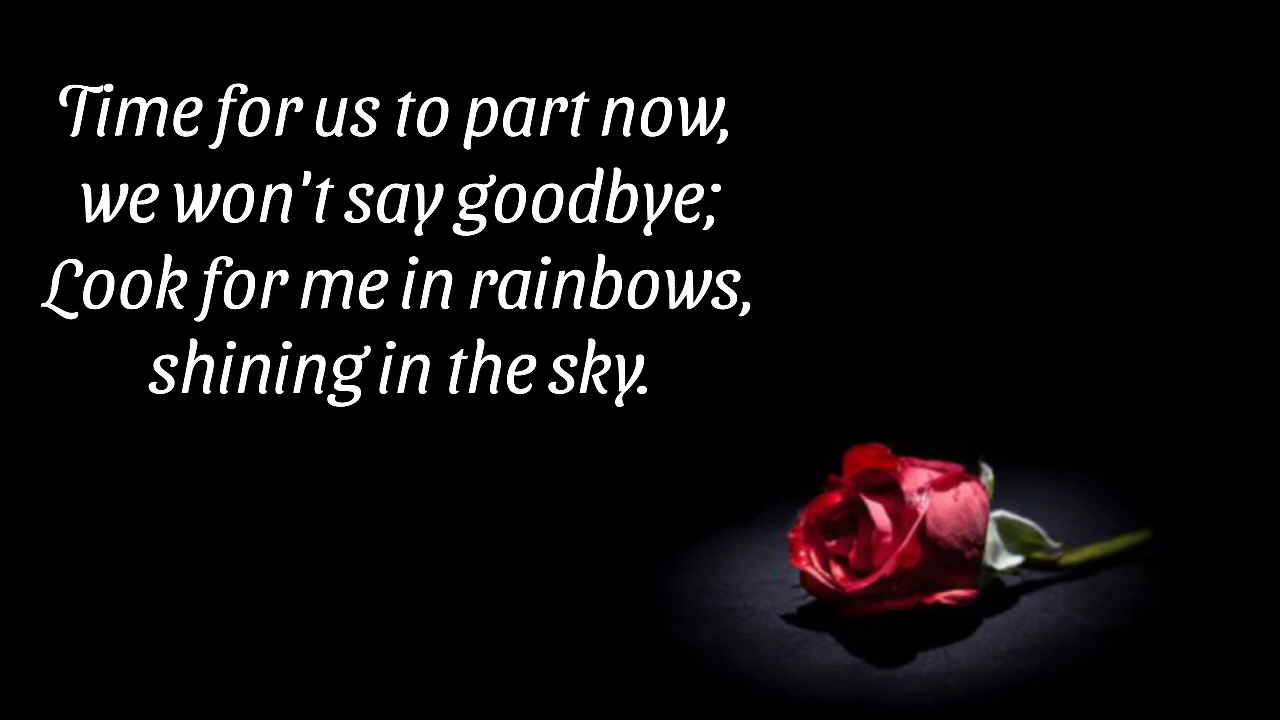 Time for us to part now,
we won't say goodbye;
Look for me in rainbows,
shining in the sky.